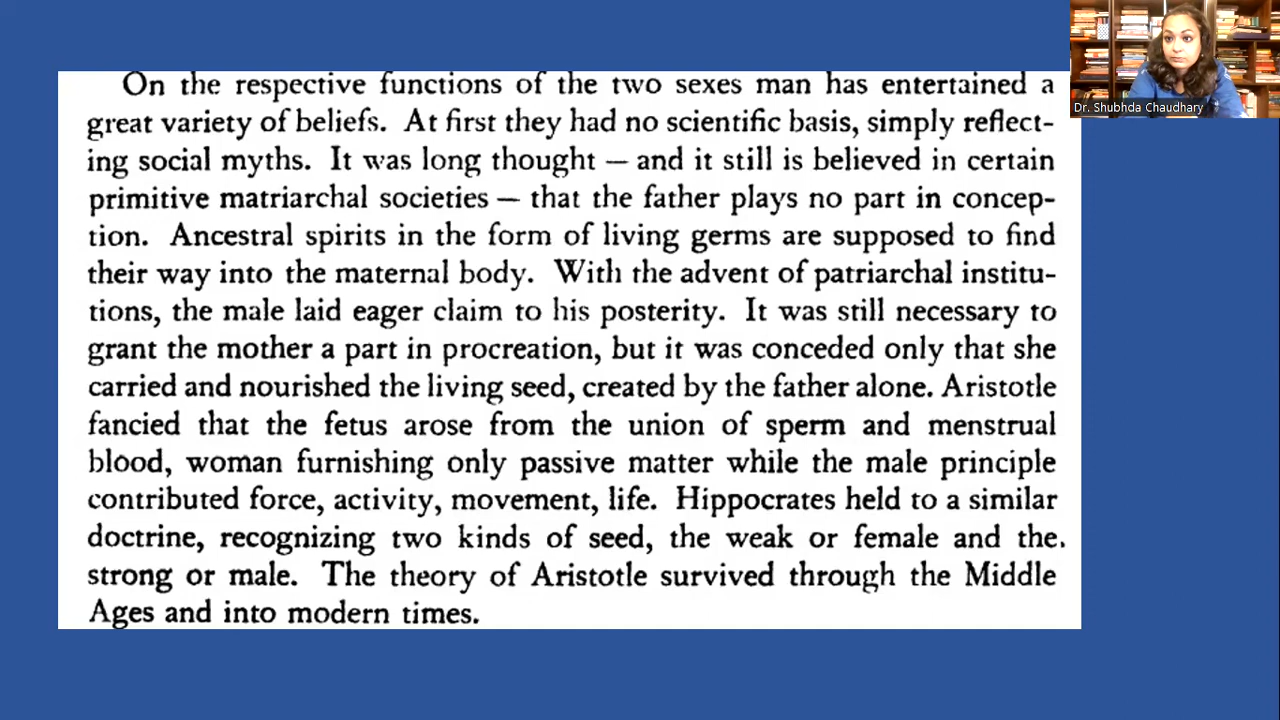 On the respective functions of the two sexes man has entertained a
great variety of beliefs. At first they had no scientific basis, simply reflect-
ing social myths. It was long thought — and it still is believed in certain
primitive matriarchal societies — that the father plays no part in concep-
tion. Ancestral spirits in the form of living germs are supposed to find
their way into the maternal body. With the advent of patriarchal institu-
tions, the male laid eager claim to his posterity. It was still necessary to
grant the mother a part in procreation, but it was conceded only that she
carried and nourished the living seed, created by the father alone. Aristotle
fancied that the fetus arose from the union of sperm and menstrual
blood, woman furnishing only passive matter while the male principle
contributed force, activity, movement, life. Hippocrates held to a similar
doctrine, recognizing two kinds of seed, the weak or female and the.
strong or male. The theory of Aristotle survived through the Middle
Ages and into modern times.
Dr. Shubhda Chaudhary